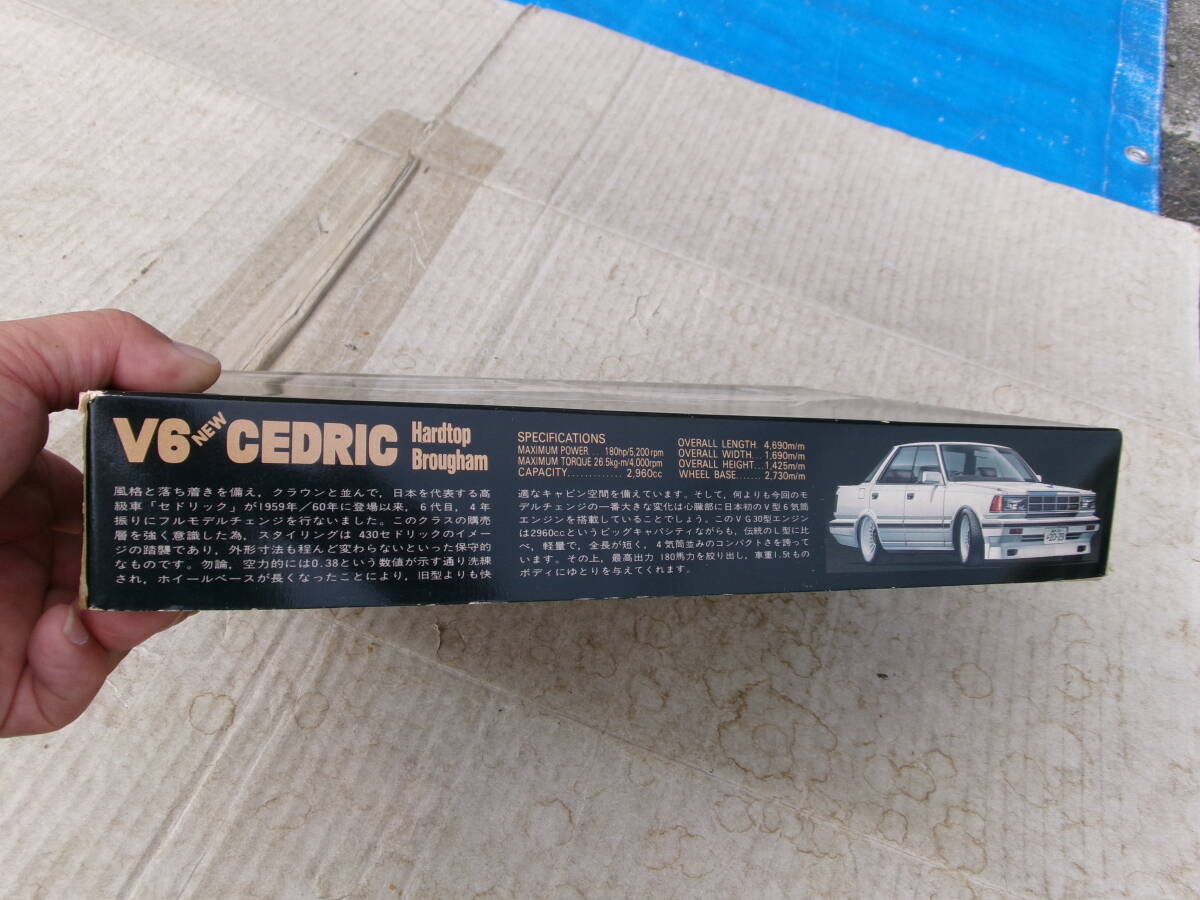 V6 NEW CEDRIC Hardtop Brougham
風格と落ち着きを備え，クラウンと並んで，日本を代表する高
級車「セドリック」が1959年／60年に登場以来，6代目，4年
振りにフルモデルチェンジを行ないました。このクラスの購売
層を強く意識した為，スタイリングは430セドリックのイメー
ジの踏襲であり，外形寸法も程んど変わらないといった保守的
なものです。勿論，空力的には0.38という数値が示す通り洗練
され，ホイールベースが長くなったことにより，旧型よりも快
SPECIFICATIONS
MAXIMUM POWER.... 180hp/5,200rpm
MAXIMUM TORQUE 26.5kg-m/4,000rpm
CAPACITY............. 2,960cc
OVERALL LENGTH. 4,690m/m
OVERALL WIDTH... 1,690m/m
OVERALL HEIGHT... 1,425m/m
WHEEL BASE...... 2,730m/m
適なキャビン空間を備えています。そして，何よりも今回のモ
デルチェンジの一番大きな変化は心臓部に日本初のV型6気筒
エンジンを搭載していることでしょう。このVG30型エンジン
は2960ccというビッグキャパシティながらも，伝統のL型に比
べ，軽量で，全長が短く，4気筒並みのコンパクトさを誇って
います。その上，最高出力180馬力を絞り出し，車重1.5tもの
ボディにゆとりを与えてくれます。